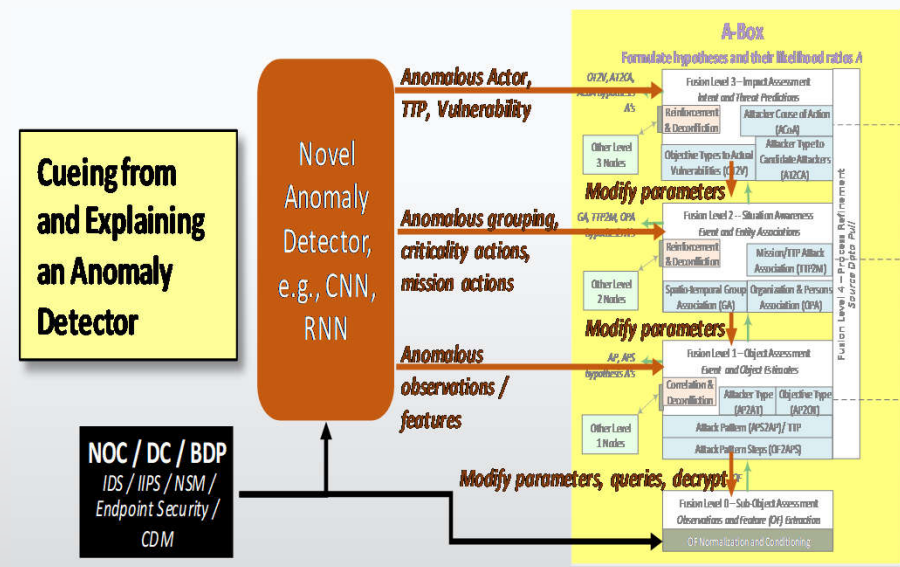 Cueing from
and Explaining
an Anomaly
Detector
NOC / DC / BDP
IDS / IIPS / NSM /
Endpoint Security /
CDM
Novel
Anomaly
Detector,
e.g., CNN,
RNN
Anomalous Actor,
TTP, Vulnerability
Anomalous grouping,
criticality actions,
mission actions
Anomalous
observations /
features
A-Box
Formulate hypotheses and their likelihood ratios Λ
Fusion Level 3 – Impact Assessment
Intent and Threat Predictions
Reinforcement
& Deconfliction
Attacker Course of Action
(ACoA)
Other Level
3 Nodes
Objective Types to Actual
Vulnerabilities (O12V)
Attacker Type to
Candidate Attackers
(A12CA)
Modify parameters
GA, TTP2M, OPA
Fusion Level 2 – Situation Awareness
Event and Entity Associations
Reinforcement
& Deconfliction
Mission/TTP Attack
Association (TTP2M)
Other Level
2 Nodes
Spatio-temporal Group
Association (GA)
Organization & Persons
Association (OPA)
Modify parameters
AP, APS
hypothesis Λ's
Fusion Level 1 – Object Assessment
Event and Object Estimates
Correlation &
Deconfliction
Attacker Type
(AP2AT)
Objective Type
Other Level
1 Nodes
Attack Pattern (APS2AP)/ TTP
Attack Pattern Steps (OF2APS)
Modify parameters, queries, decrypt
Fusion Level 0 – Sub-Object Assessment
Observations and Feature (OF) Extraction
OF Normalization and Conditioning
Fusion Level 4 – Process Refinement
Source Data Pull